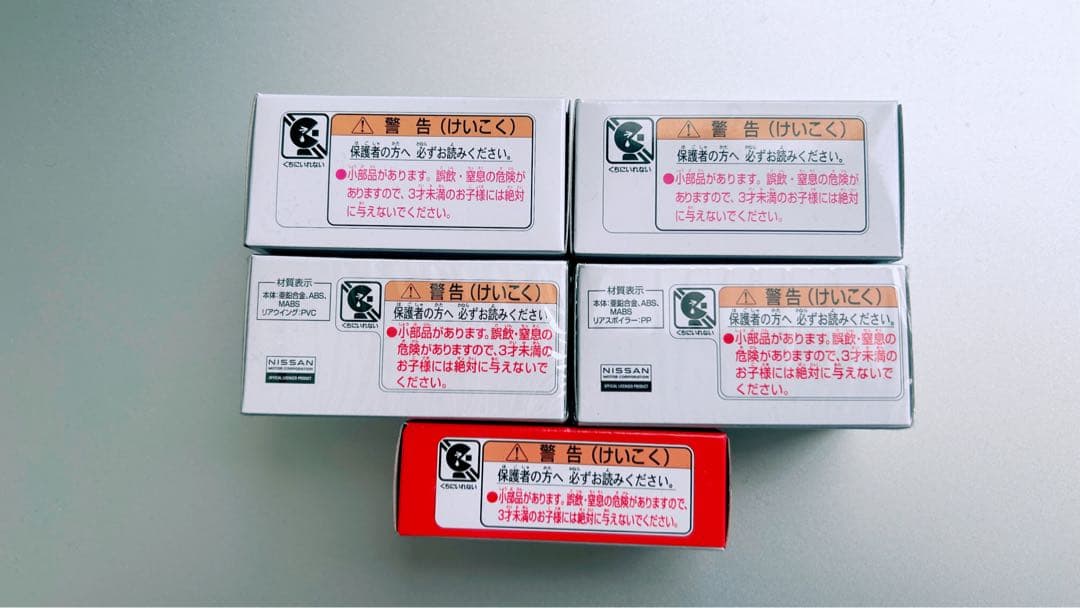 警告(けいこく)
保護者の方へ 必ずお読みください。
くちにいれない
●小部品があります。誤飲・窒息の危険が
ありますので、3才未満のお子様には絶対
に与えないでください。
警告(けいこく)
保護者の方へ 必ずお読みください。
くちにいれない
●小部品があります。誤飲・窒息の危険が
ありますので、3才未満のお子様には絶対
に与えないでください。
材質表示
本体:亜鉛合金、ABS、
MABS
リアウイング:PVC
NISSAN
MOTOR CORPORATION
OFFICIAL LICENSED PRODUCT
くちにいれない
警告(けいこく)
保護者の方へ 必ずお読みください。
●小部品があります。誤飲・窒息の
危険がありますので、3才未満の
お子様には絶対に与えないで
ください。
材質表示
本体:亜鉛合金、ABS、
MABS
リアスポイラー:PP
NISSAN
MOTOR CORPORATION
OFFICIAL LICENSED PRODUCT
くちにいれない
警告(けいこく)
保護者の方へ 必ずお読みください。
●小部品があります。誤飲・窒息の
危険がありますので、3才未満の
お子様には絶対に与えないで
ください。
くちにいれない
警告(けいこく)
保護者の方へ 必ずお読みください。
●小部品があります。誤飲・窒息の危険がありますので、
3才未満のお子様には絶対に与えないでください。